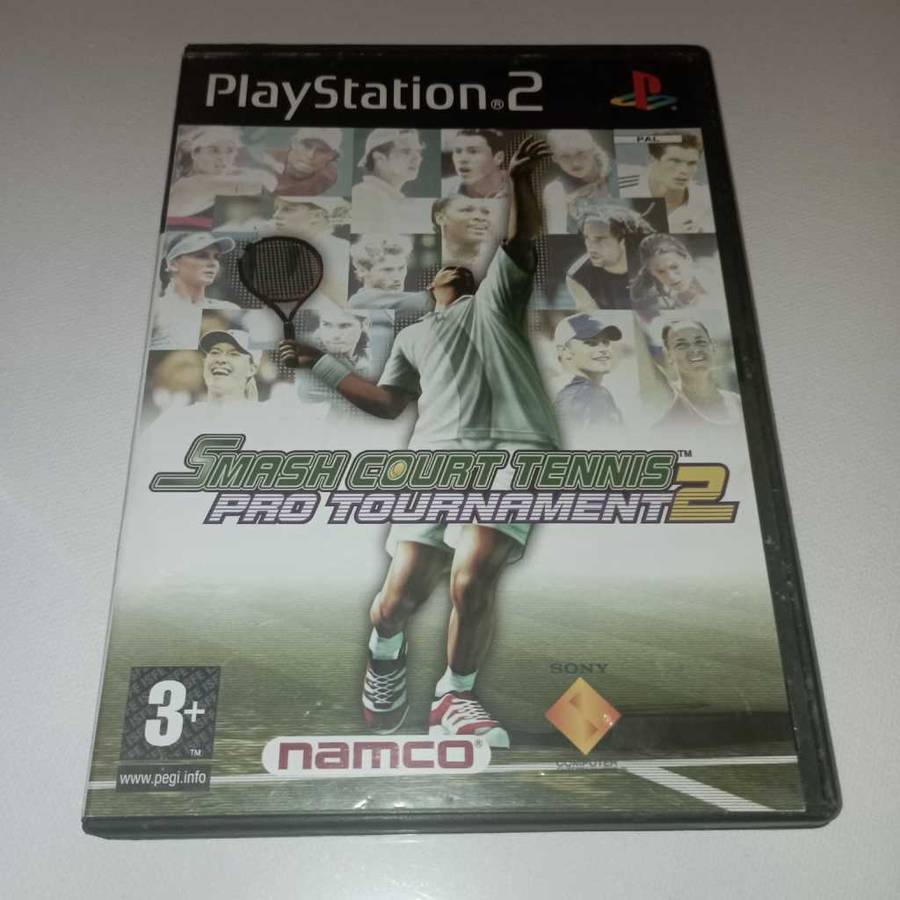 PlayStation®2
PAL
SMASH COURT TENNIS™
PRO TOURNAMENT 2
3+™
www.pegi.info
namco®
SONY
COMPUTER